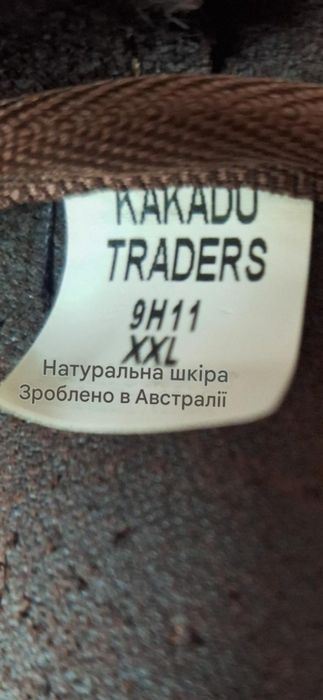 KAKADU
TRADERS
9H11
XXL
Натуральна шкіра
Зроблено в Австралії